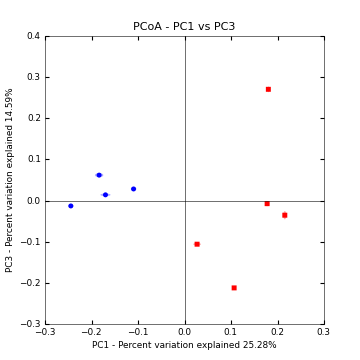 PCoA - PC1 vs PC3
0.4
0.3
0.2
0.1
0.0
−0.1
−0.2
−0.3
PC3 - Percent variation explained 14.59%
−0.3 −0.2 −0.1 0.0 0.1 0.2 0.3
PC1 - Percent variation explained 25.28%